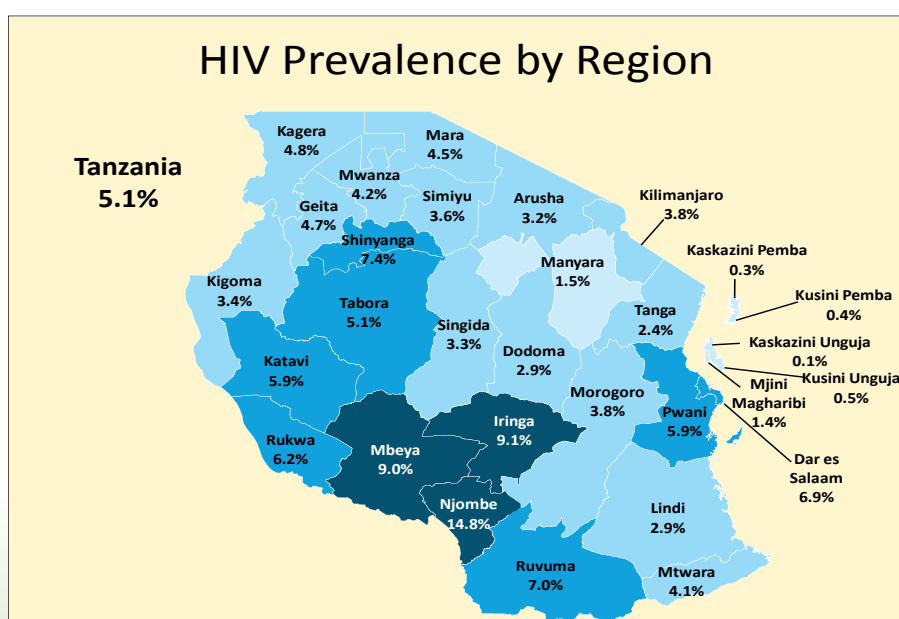 HIV Prevalence by Region
Tanzania
5.1%
Kagera
4.8%
Mara
4.5%
Mwanza
4.2%
Simiyu
3.6%
Arusha
3.2%
Kilimanjaro
3.8%
Geita
4.7%
Shinyanga
7.4%
Kaskazini Pemba
0.3%
Manyara
1.5%
Kigoma
3.4%
Kusini Pemba
0.4%
Tabora
5.1%
Singida
3.3%
Tanga
2.4%
Kaskazini Unguja
0.1%
Dodoma
2.9%
Katavi
5.9%
Kusini Unguja
0.5%
Mjini
Magharibi
1.4%
Morogoro
3.8%
Pwani
5.9%
Iringa
9.1%
Rukwa
6.2%
Mbeya
9.0%
Dar es
Salaam
6.9%
Njombe
14.8%
Lindi
2.9%
Ruvuma
7.0%
Mtwara
4.1%